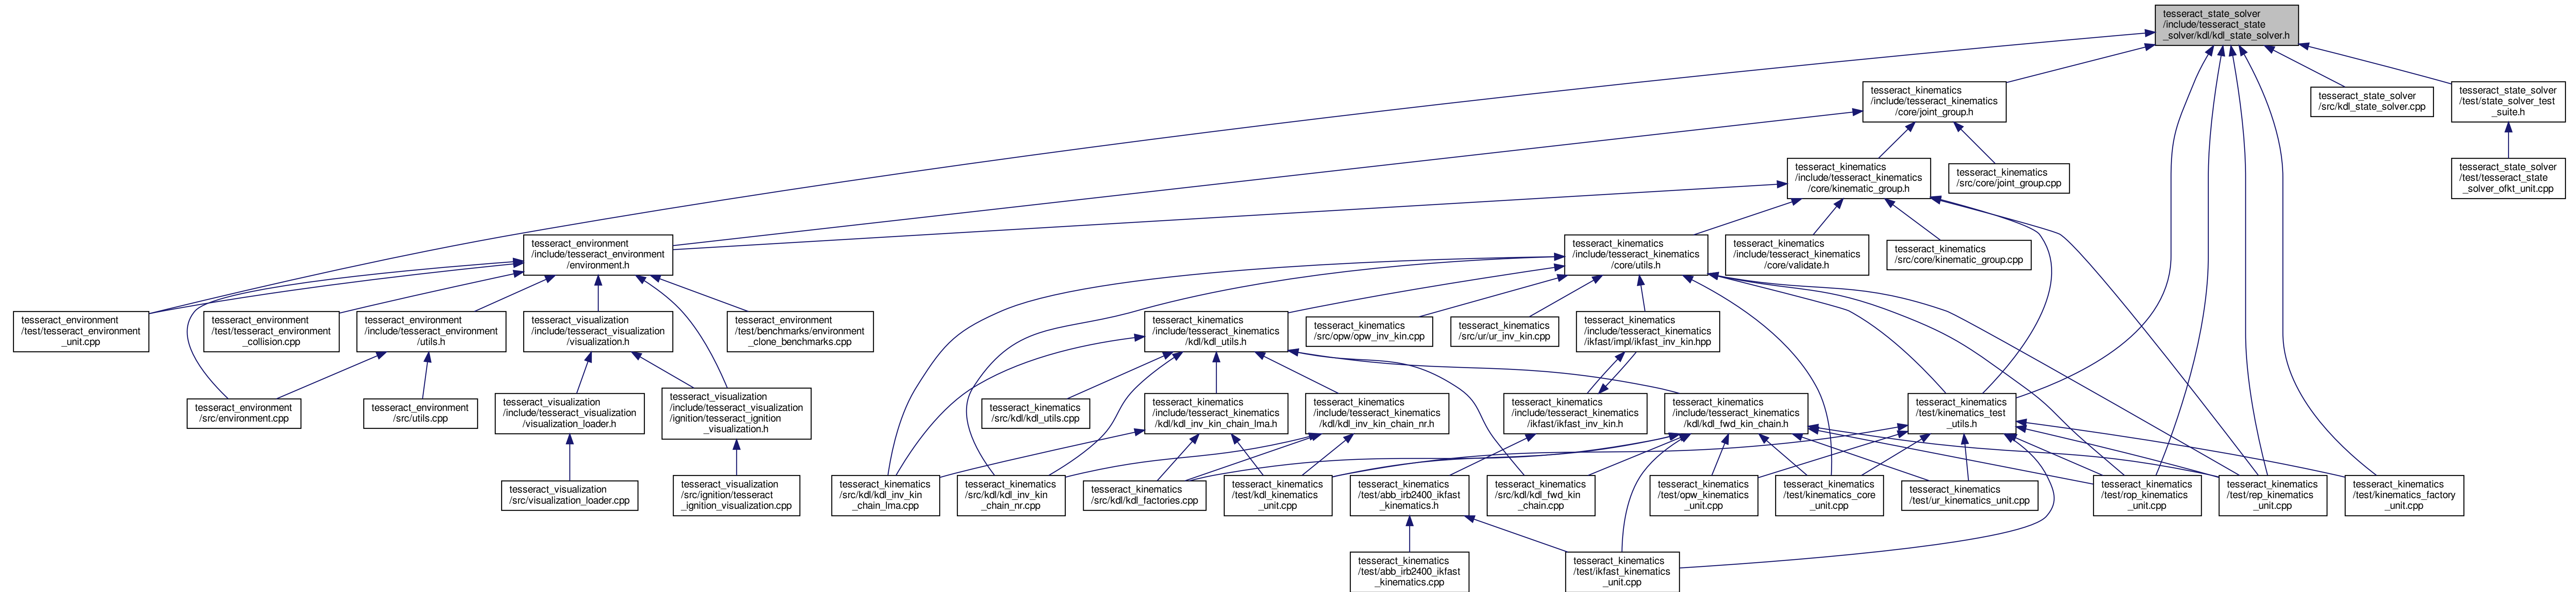 tesseract_state_solver
/include/tesseract_state
_solver/kdl/kdl_state_solver.h
tesseract_kinematics
/include/tesseract_kinematics
/core/joint_group.h
tesseract_state_solver
/src/kdl_state_solver.cpp
tesseract_state_solver
/test/state_solver_test
_suite.h
tesseract_kinematics
/include/tesseract_kinematics
/core/kinematic_group.h
tesseract_kinematics
/src/core/joint_group.cpp
tesseract_state_solver
/test/tesseract_state
_solver_ofkt_unit.cpp
tesseract_environment
/include/tesseract_environment
/environment.h
tesseract_kinematics
/include/tesseract_kinematics
/core/utils.h
tesseract_kinematics
/include/tesseract_kinematics
/core/validate.h
tesseract_kinematics
/src/core/kinematic_group.cpp
tesseract_environment
/test/tesseract_environment
_unit.cpp
tesseract_environment
/test/tesseract_environment
_collision.cpp
tesseract_environment
/include/tesseract_environment
/utils.h
tesseract_visualization
/include/tesseract_visualization
/visualization.h
tesseract_environment
/test/benchmarks/environment
_clone_benchmarks.cpp
tesseract_kinematics
/include/tesseract_kinematics
/kdl/kdl_utils.h
tesseract_kinematics
/src/opw/opw_inv_kin.cpp
tesseract_kinematics
/src/ur/ur_inv_kin.cpp
tesseract_kinematics
/include/tesseract_kinematics
/ikfast/impl/ikfast_inv_kin.hpp
tesseract_environment
/src/environment.cpp
tesseract_environment
/src/utils.cpp
tesseract_visualization
/include/tesseract_visualization
/visualization_loader.h
tesseract_visualization
/include/tesseract_visualization
/ignition/tesseract_ignition
_visualization.h
tesseract_kinematics
/src/kdl/kdl_utils.cpp
tesseract_kinematics
/include/tesseract_kinematics
/kdl/kdl_inv_kin_chain_lma.h
tesseract_kinematics
/include/tesseract_kinematics
/kdl/kdl_inv_kin_chain_nr.h
tesseract_kinematics
/include/tesseract_kinematics
/ikfast/ikfast_inv_kin.h
tesseract_kinematics
/include/tesseract_kinematics
/kdl/kdl_fwd_kin_chain.h
tesseract_kinematics
/test/kinematics_test
_utils.h
tesseract_visualization
/src/visualization_loader.cpp
tesseract_visualization
/src/ignition/tesseract
_ignition_visualization.cpp
tesseract_kinematics
/src/kdl/kdl_inv_kin
_chain_lma.cpp
tesseract_kinematics
/src/kdl/kdl_inv_kin
_chain_nr.cpp
tesseract_kinematics
/src/kdl/kdl_factories.cpp
tesseract_kinematics
/test/kdl_kinematics
_unit.cpp
tesseract_kinematics
/test/abb_irb2400_ikfast
_kinematics.h
tesseract_kinematics
/src/kdl/kdl_fwd_kin
_chain.cpp
tesseract_kinematics
/test/opw_kinematics
_unit.cpp
tesseract_kinematics
/test/kinematics_core
_unit.cpp
tesseract_kinematics
/test/ur_kinematics_unit.cpp
tesseract_kinematics
/test/rop_kinematics
_unit.cpp
tesseract_kinematics
/test/rep_kinematics
_unit.cpp
tesseract_kinematics
/test/kinematics_factory
_unit.cpp
tesseract_kinematics
/test/abb_irb2400_ikfast
_kinematics.cpp
tesseract_kinematics
/test/ikfast_kinematics
_unit.cpp